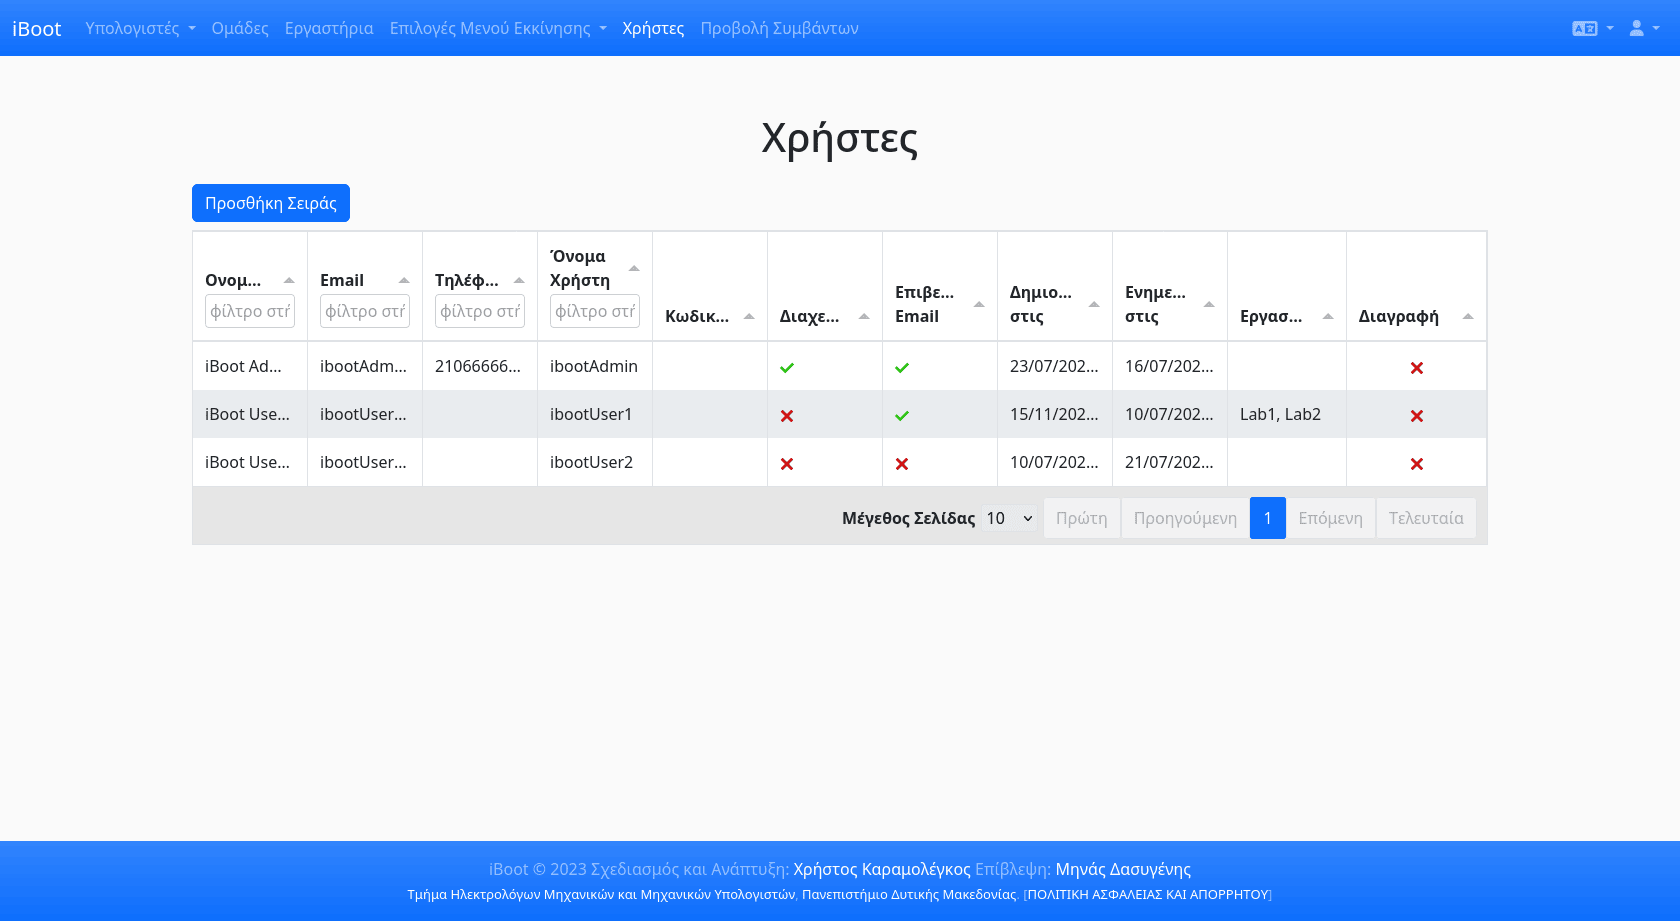 iBoot Υπολογιστές Ομάδες Εργαστήρια Επιλογές Μενού Εκκίνησης Χρήστες Προβολή Συμβάντων
Χρήστες
Προσθήκη Σειράς
Ονομ... Email Τηλέφ... Όνομα Χρήστη Κωδικ... Διαχε... Επιβε... Email Δημιο... στις Ενημε... στις Εργασ... Διαγραφή
φίλτρο στή φίλτρο στή φίλτρο στή φίλτρο στή
iBoot Ad... ibootAdm... 21066666... ibootAdmin 23/07/202... 16/07/202...
iBoot Use... ibootUser... ibootUser1 15/11/202... 10/07/202... Lab1, Lab2
iBoot Use... ibootUser... ibootUser2 10/07/202... 21/07/202...
Μέγεθος Σελίδας 10 Πρώτη Προηγούμενη 1 Επόμενη Τελευταία
iBoot © 2023 Σχεδιασμός και Ανάπτυξη: Χρήστος Καραμολέγκος Επίβλεψη: Μηνάς Δασυγένης
Τμήμα Ηλεκτρολόγων Μηχανικών και Μηχανικών Υπολογιστών, Πανεπιστήμιο Δυτικής Μακεδονίας. [ΠΟΛΙΤΙΚΗ ΑΣΦΑΛΕΙΑΣ ΚΑΙ ΑΠΟΡΡΗΤΟΥ]